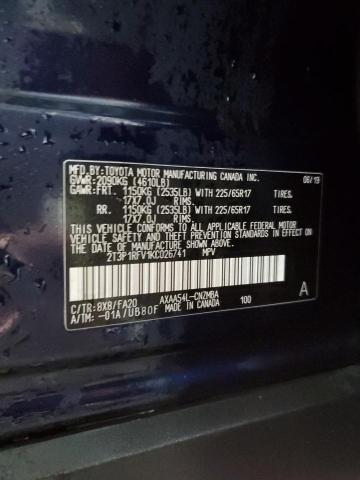 MFD. BY: TOYOTA MOTOR MANUFACTURING CANADA INC. 06/19
GVWR: 2090KG (4610LB)
GAWR: FRT. 1150KG (2535LB) WITH 225/65R17 TIRES,
17X7.0J RIMS,
RR. 1150KG (2535LB) WITH 225/65R17 TIRES,
17X7.0J RIMS,
THIS VEHICLE CONFORMS TO ALL APPLICABLE FEDERAL MOTOR
VEHICLE SAFETY STANDARDS IN EFFECT ON
THE DATE OF MANUFACTURE SHOWN ABOVE.
2T3P1RFV1KC026741 MPV
C/TR: 8X8/FA20 AXAA54L-CNZMBA 100
A/TM: -01A/UB80F MADE IN CANADA A